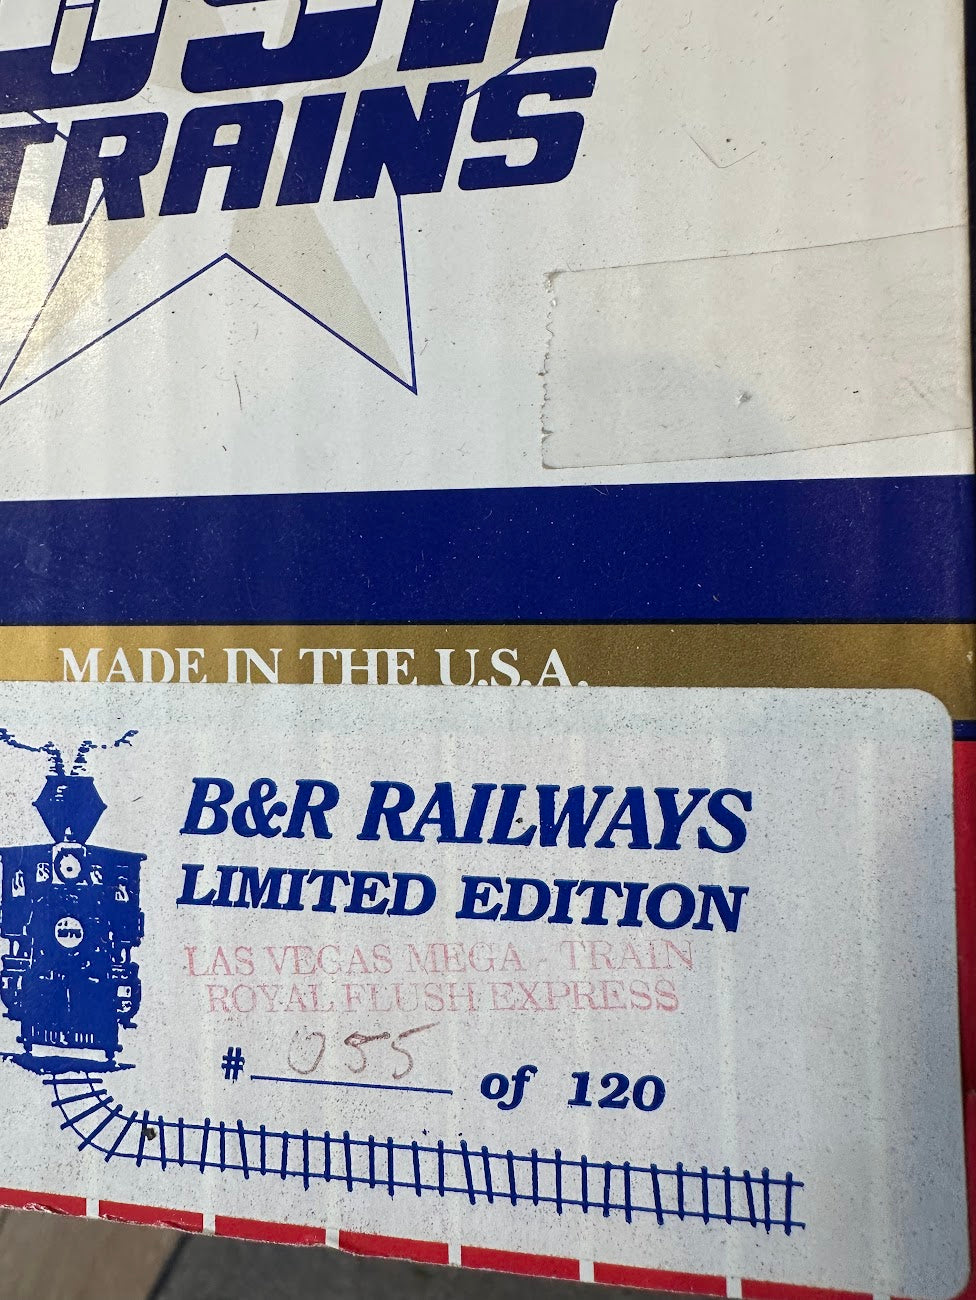 TRAINS
MADE IN THE U.S.A.
B&R RAILWAYS
LIMITED EDITION
LAS VEGAS MEGA - TRAIN
ROYAL FLUSH EXPRESS
# 055 of 120